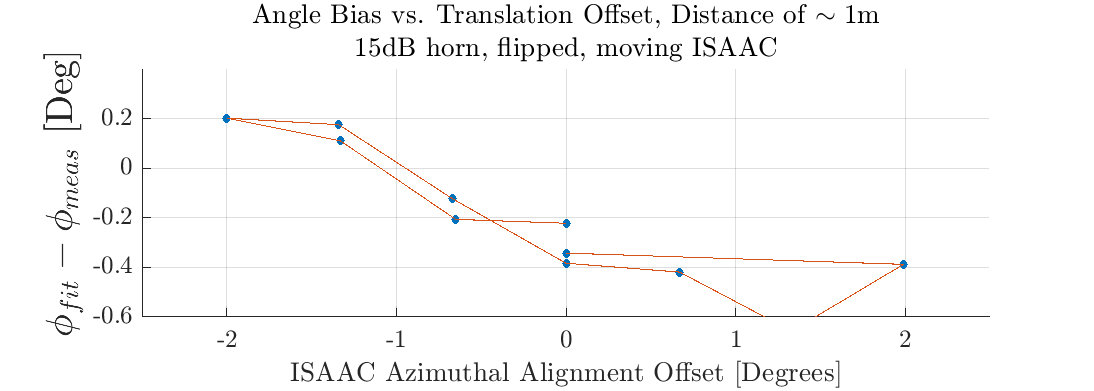 Angle Bias vs. Translation Offset, Distance of ∼ 1m
15dB horn, flipped, moving ISAAC
ϕ_fit − ϕ_meas [Deg]
0.2
0
-0.2
-0.4
-0.6
-2 -1 0 1 2
ISAAC Azimuthal Alignment Offset [Degrees]